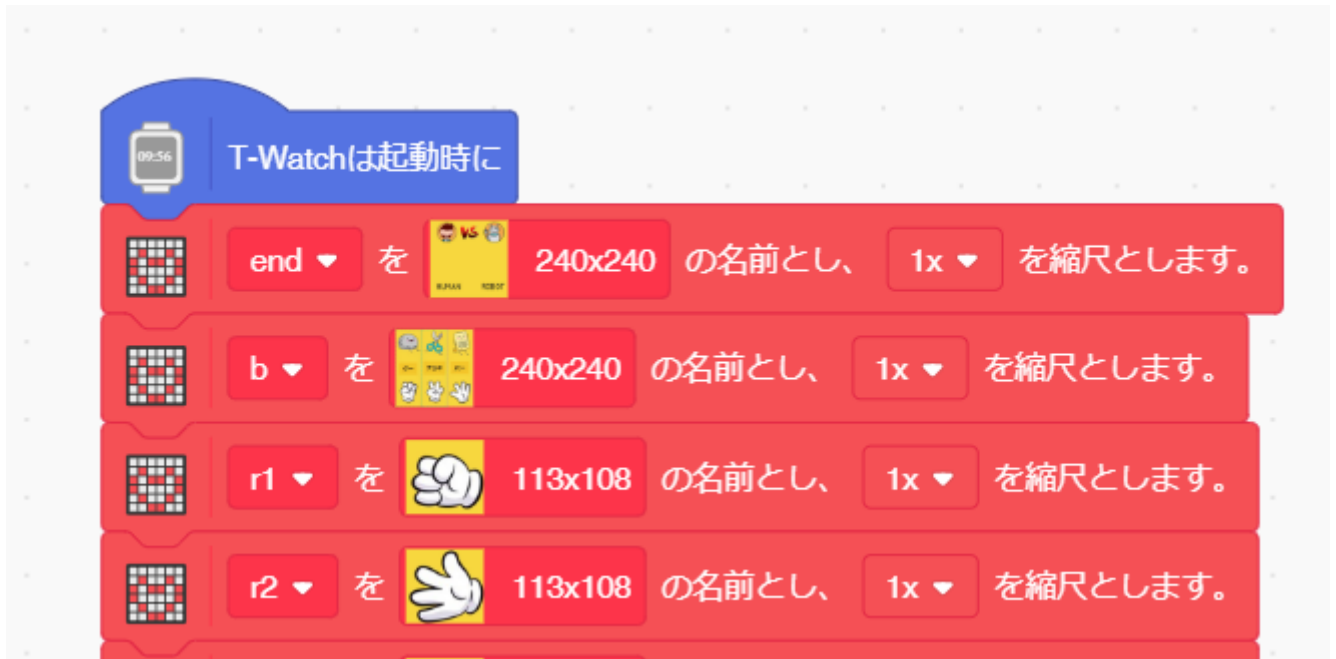 09:56
T-Watchは起動時に
end を VS HUMAN ROBOT 240x240 の名前とし、 1x を縮尺とします。
b を 240x240 の名前とし、 1x を縮尺とします。
r1 を 113x108 の名前とし、 1x を縮尺とします。
r2 を 113x108 の名前とし、 1x を縮尺とします。